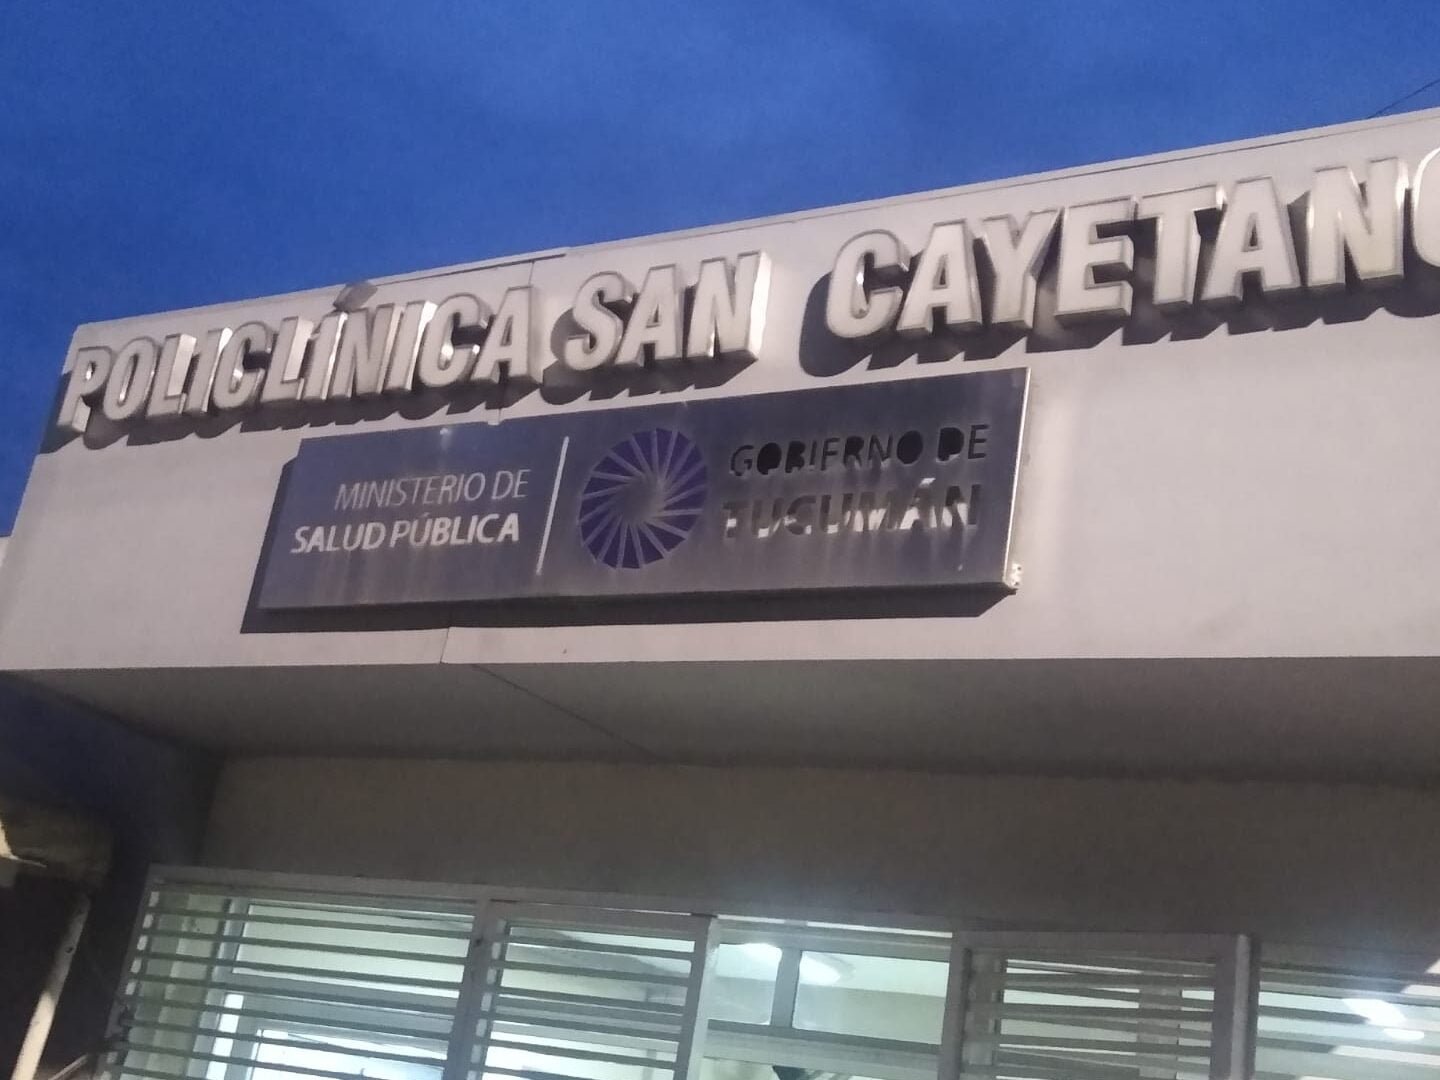 POLICLÍNICA SAN CAYETANO
MINISTERIO DE
SALUD PÚBLICA
GOBIERNO DE
TUCUMÁN